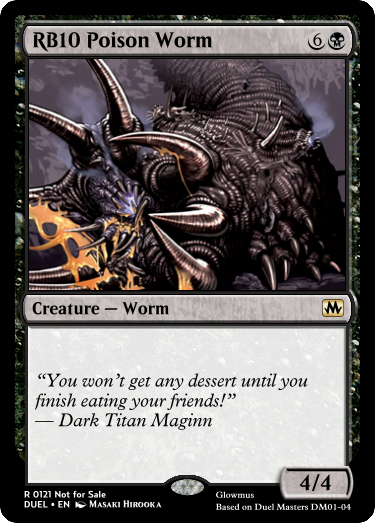 RB10 Poison Worm 6
Creature — Worm
M
“You won’t get any dessert until you
finish eating your friends!”
— Dark Titan Maginn
4/4
R 0121 Not for Sale
DUEL • EN Masaki Hirooka
Glowmus
Based on Duel Masters DM01-04